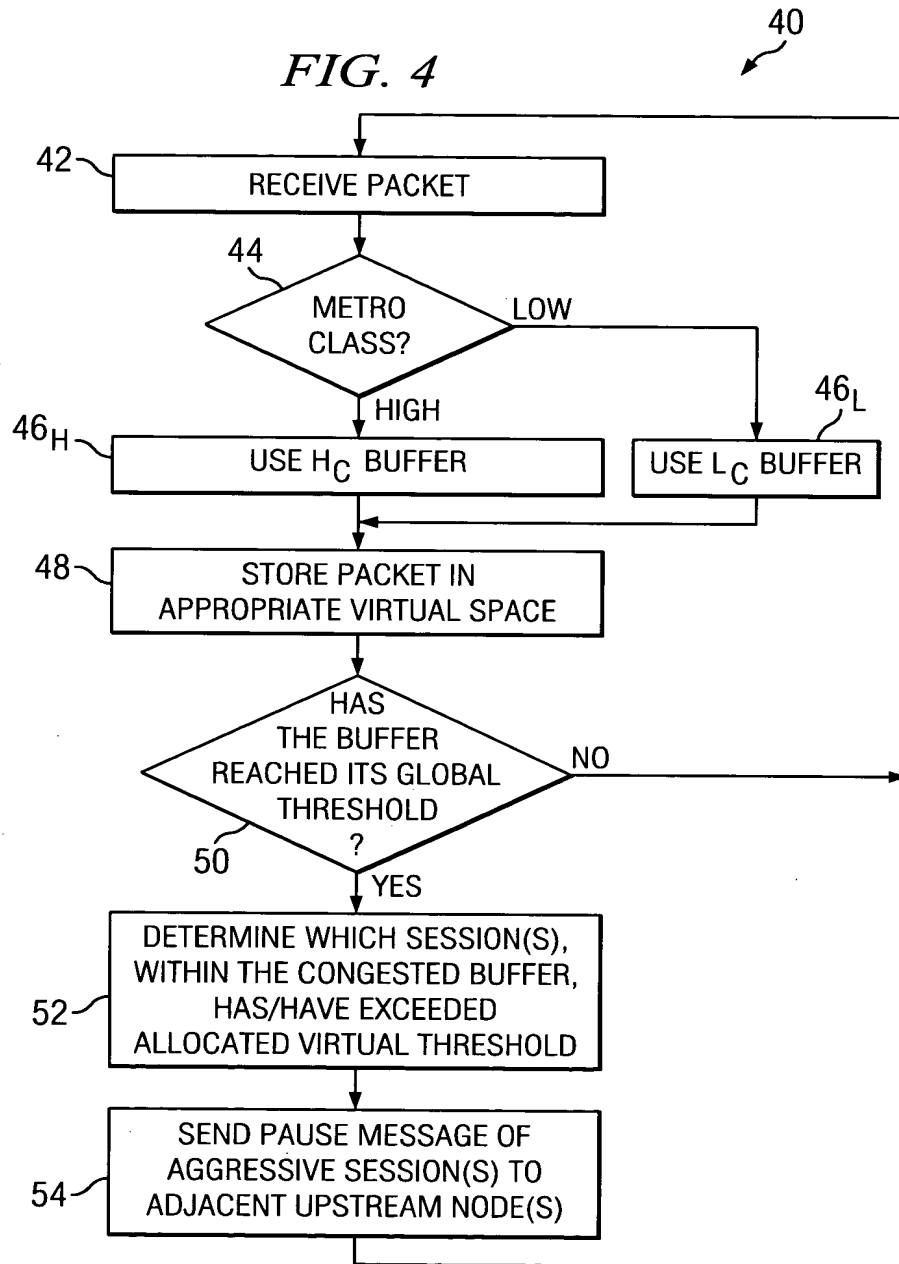 FIG. 4
40
42
RECEIVE PACKET
44
METRO
CLASS?
LOW
HIGH
46H
USE HC BUFFER
46L
USE LC BUFFER
48
STORE PACKET IN
APPROPRIATE VIRTUAL SPACE
HAS
THE BUFFER
REACHED ITS GLOBAL
THRESHOLD
?
NO
50
YES
52
DETERMINE WHICH SESSION(S),
WITHIN THE CONGESTED BUFFER,
HAS/HAVE EXCEEDED
ALLOCATED VIRTUAL THRESHOLD
54
SEND PAUSE MESSAGE OF
AGGRESSIVE SESSION(S) TO
ADJACENT UPSTREAM NODE(S)